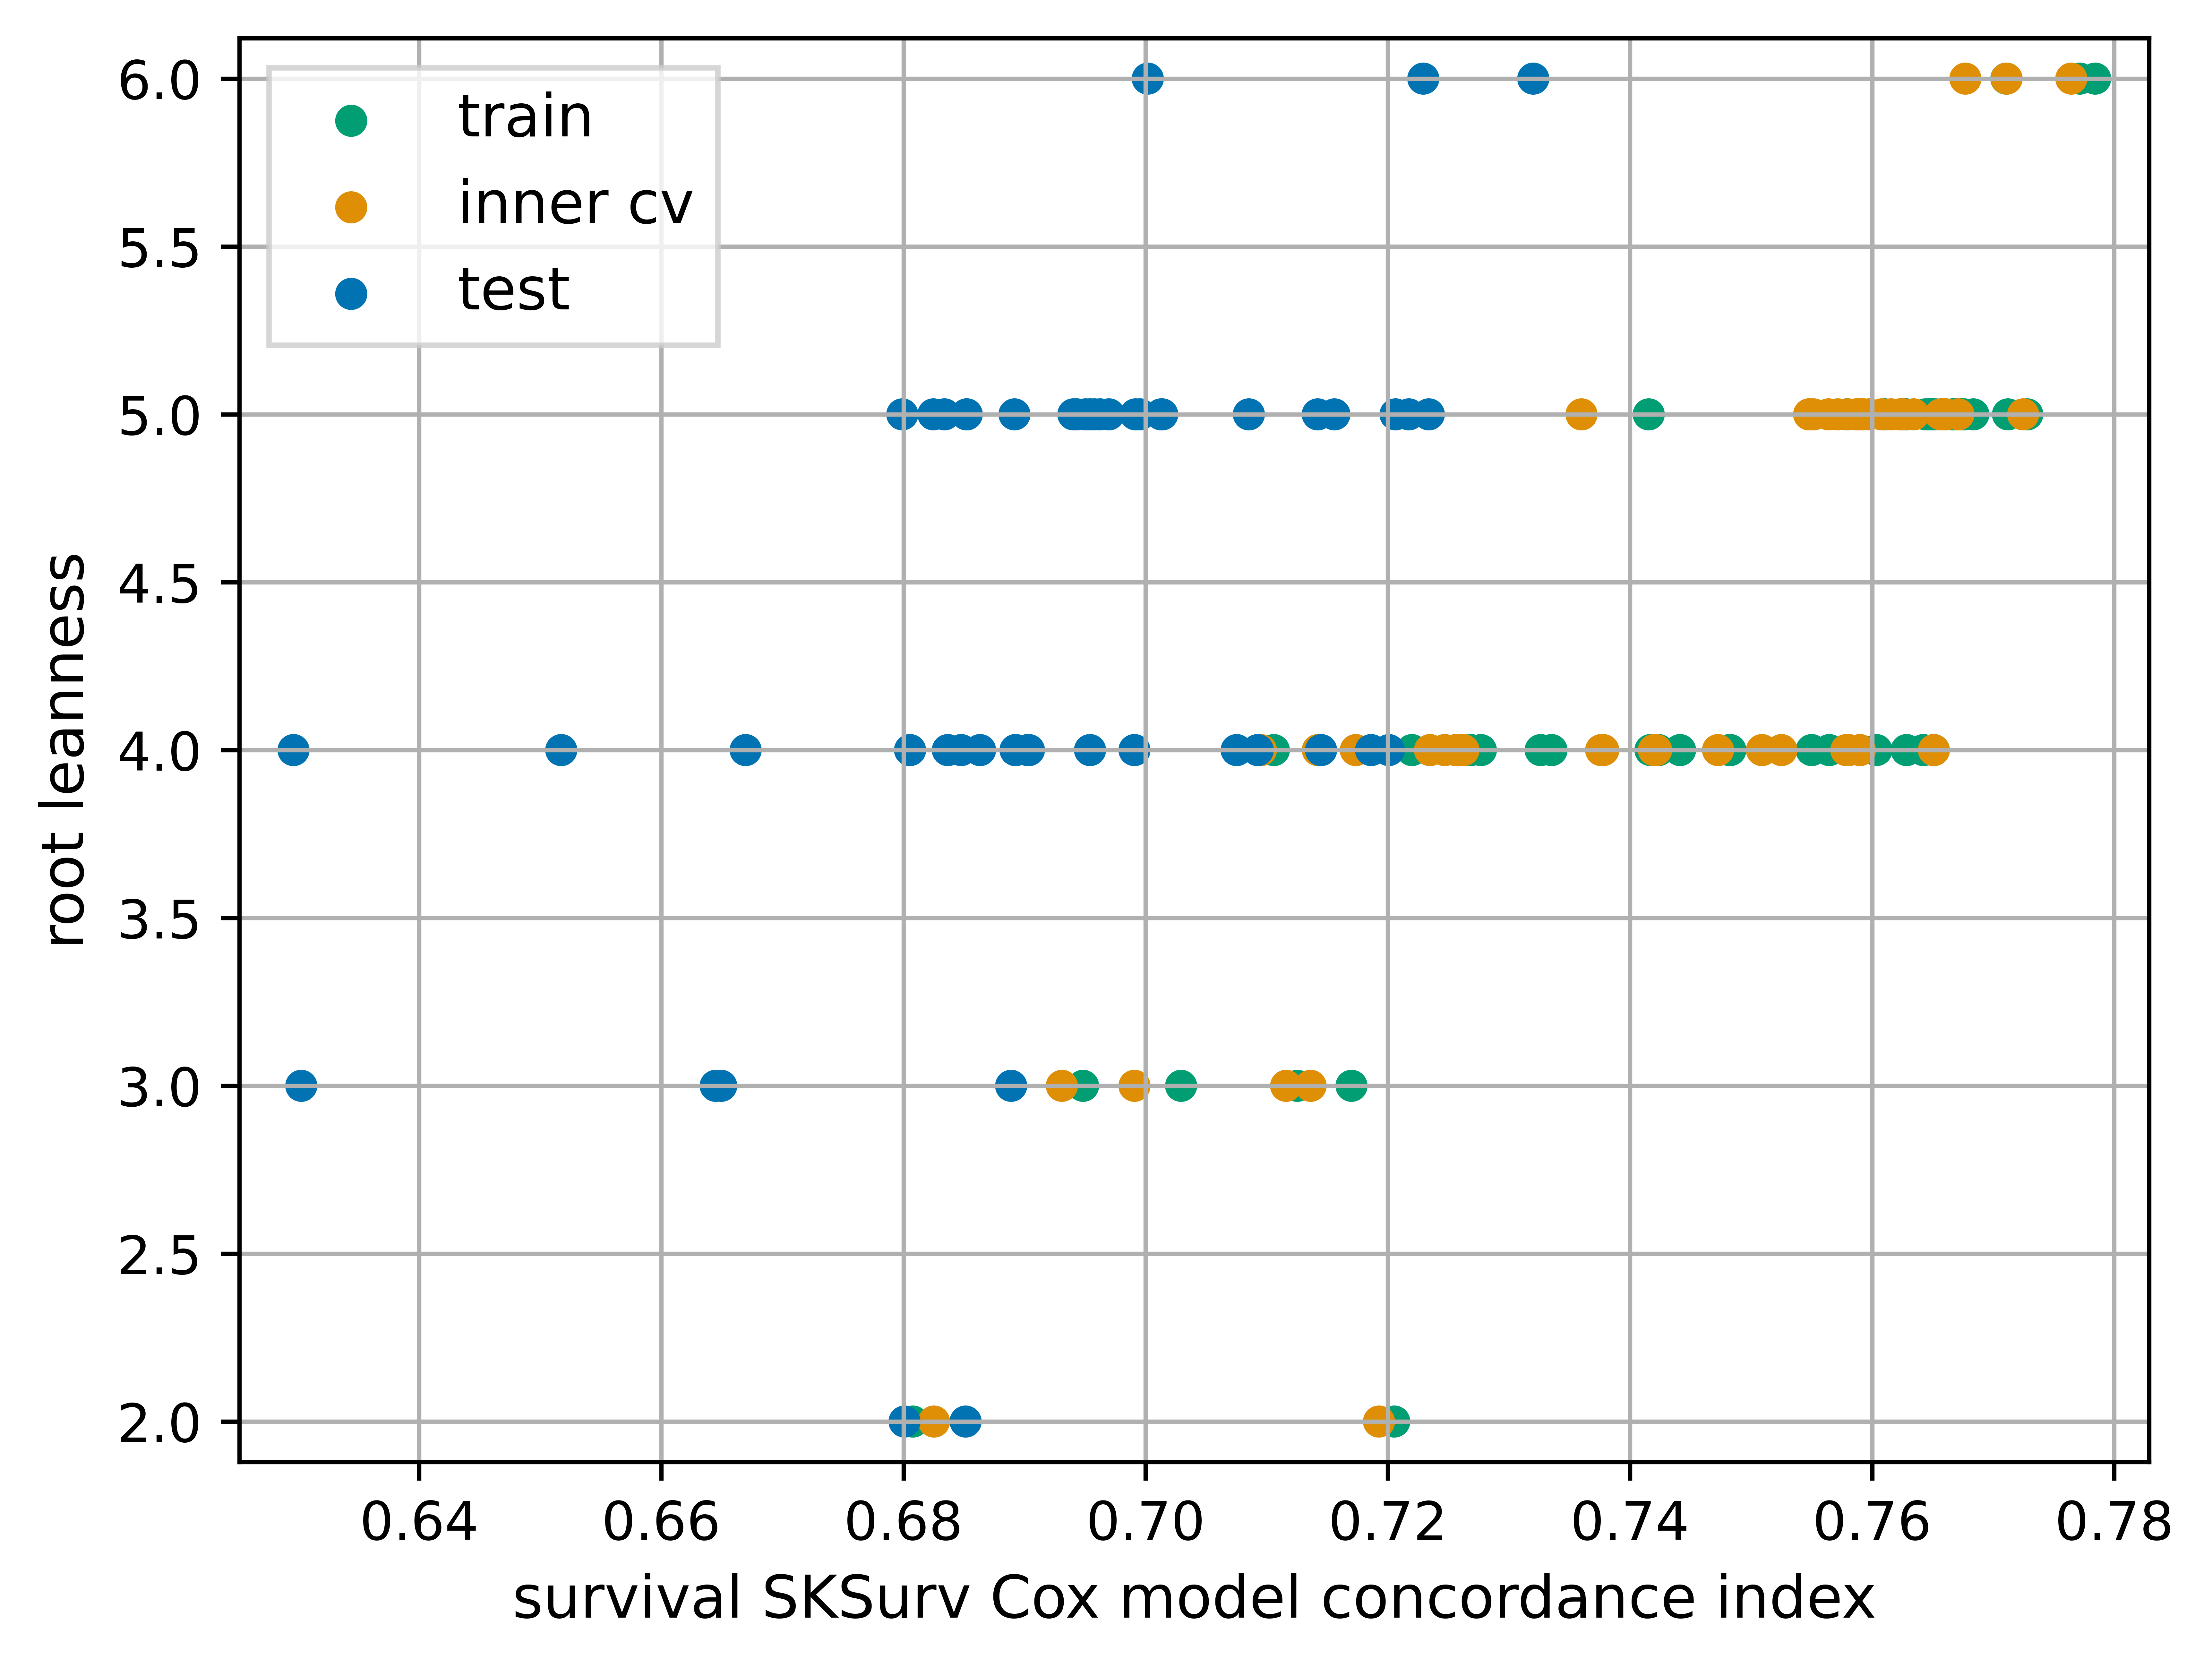 train
inner cv
test
root leanness
6.0
5.5
5.0
4.5
4.0
3.5
3.0
2.5
2.0
0.64 0.66 0.68 0.70 0.72 0.74 0.76 0.78
survival SKSurv Cox model concordance index